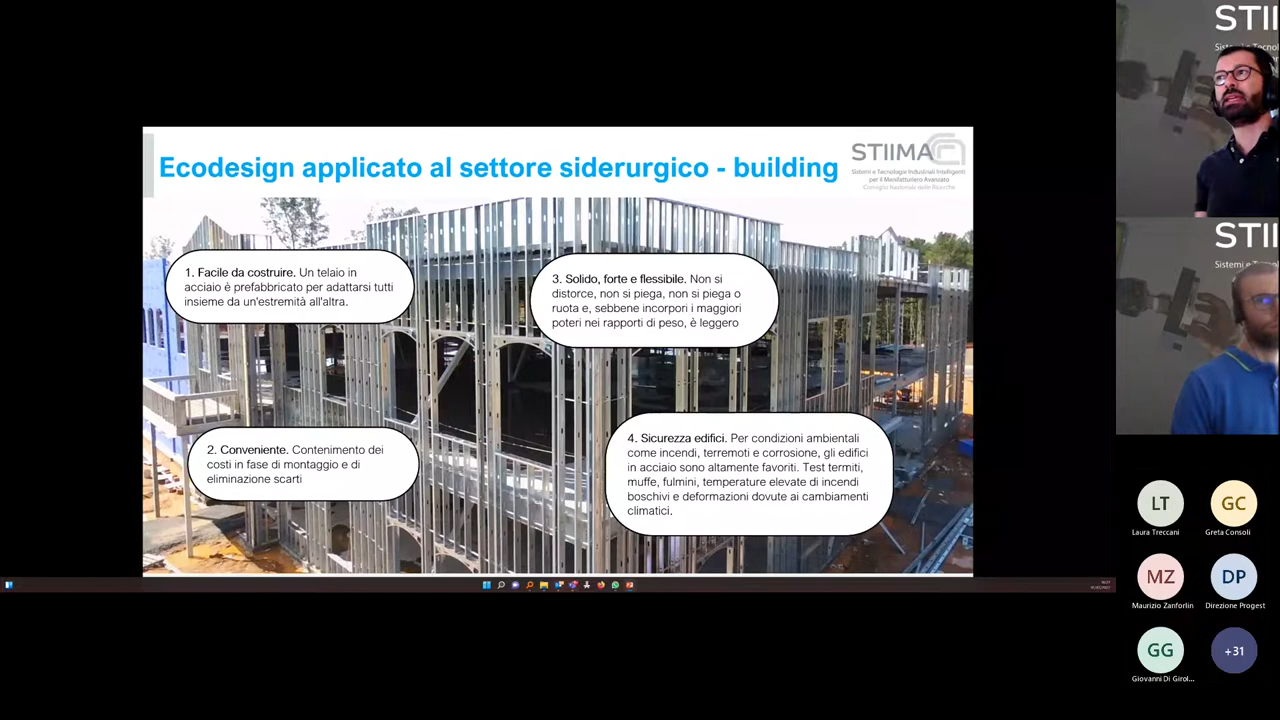 Ecodesign applicato al settore siderurgico - building
STIIMA
Sistemi e Tecnologie Industriali Intelligenti
per il Manifatturiero Avanzato
Consiglio Nazionale delle Ricerche
1. Facile da costruire. Un telaio in
acciaio è prefabbricato per adattarsi tutti
insieme da un'estremità all'altra.
3. Solido, forte e flessibile. Non si
distorce, non si piega, non si piega o
ruota e, sebbene incorpori i maggiori
poteri nei rapporti di peso, è leggero
2. Conveniente. Contenimento dei
costi in fase di montaggio e di
eliminazione scarti
4. Sicurezza edifici. Per condizioni ambientali
come incendi, terremoti e corrosione, gli edifici
in acciaio sono altamente favoriti. Test termiti,
muffe, fulmini, temperature elevate di incendi
boschivi e deformazioni dovute ai cambiamenti
climatici.
STII
STII
Sistemi e
LT
GC
Laura Treccani
Greta Consoli
MZ
DP
Maurizio Zanforlin
Direzione Progest
GG
+31
Giovanni Di Girol...